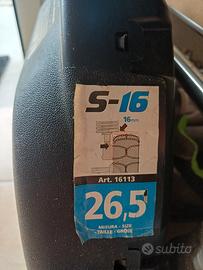 S-16
16mm
Art. 16113
26,5
MISURA - SIZE
- TAILLE - GRÖßE
subito